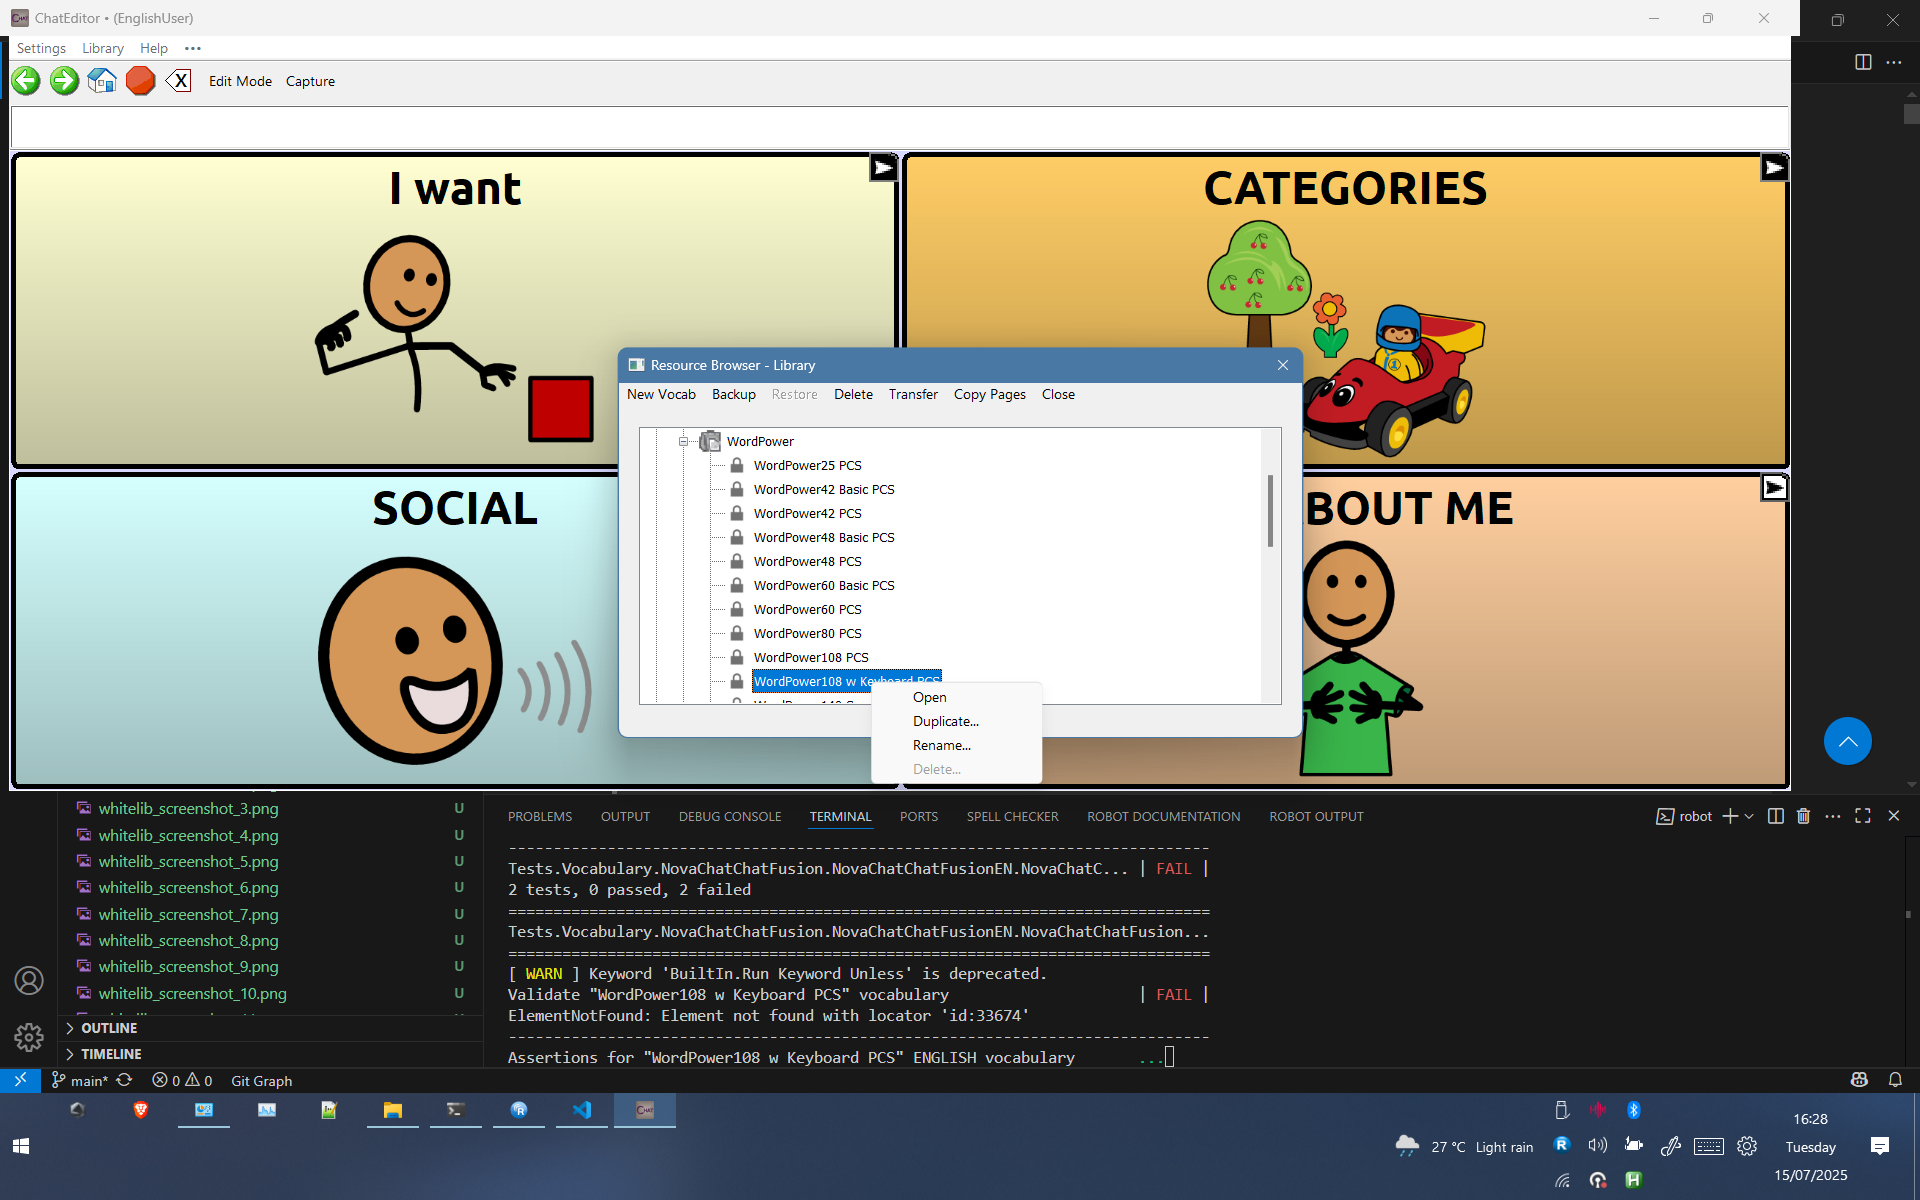 ChatEditor • (EnglishUser)
Settings Library Help •••
Edit Mode Capture
I want
CATEGORIES
SOCIAL
BOUT ME
Resource Browser - Library
New Vocab Backup Restore Delete Transfer Copy Pages Close
WordPower
WordPower25 PCS
WordPower42 Basic PCS
WordPower42 PCS
WordPower48 Basic PCS
WordPower48 PCS
WordPower60 Basic PCS
WordPower60 PCS
WordPower80 PCS
WordPower108 PCS
WordPower108 w Keyboard PCS
Open
Duplicate...
Rename...
Delete...
whitelib_screenshot_3.png U
whitelib_screenshot_4.png U
whitelib_screenshot_5.png U
whitelib_screenshot_6.png U
whitelib_screenshot_7.png U
whitelib_screenshot_8.png U
whitelib_screenshot_9.png U
whitelib_screenshot_10.png U
OUTLINE
TIMELINE
PROBLEMS OUTPUT DEBUG CONSOLE TERMINAL PORTS SPELL CHECKER ROBOT DOCUMENTATION ROBOT OUTPUT
robot
------------------------------------------------------------------------------
Tests.Vocabulary.NovaChatChatFusion.NovaChatChatFusionEN.NovaChatC... | FAIL |
2 tests, 0 passed, 2 failed
==============================================================================
Tests.Vocabulary.NovaChatChatFusion.NovaChatChatFusionEN.NovaChatChatFusion...
==============================================================================
[ WARN ] Keyword 'BuiltIn.Run Keyword Unless' is deprecated.
Validate "WordPower108 w Keyboard PCS" vocabulary | FAIL |
ElementNotFound: Element not found with locator 'id:33674'
------------------------------------------------------------------------------
Assertions for "WordPower108 w Keyboard PCS" ENGLISH vocabulary ...
main* 0 0 Git Graph
27 °C Light rain
16:28
Tuesday
15/07/2025